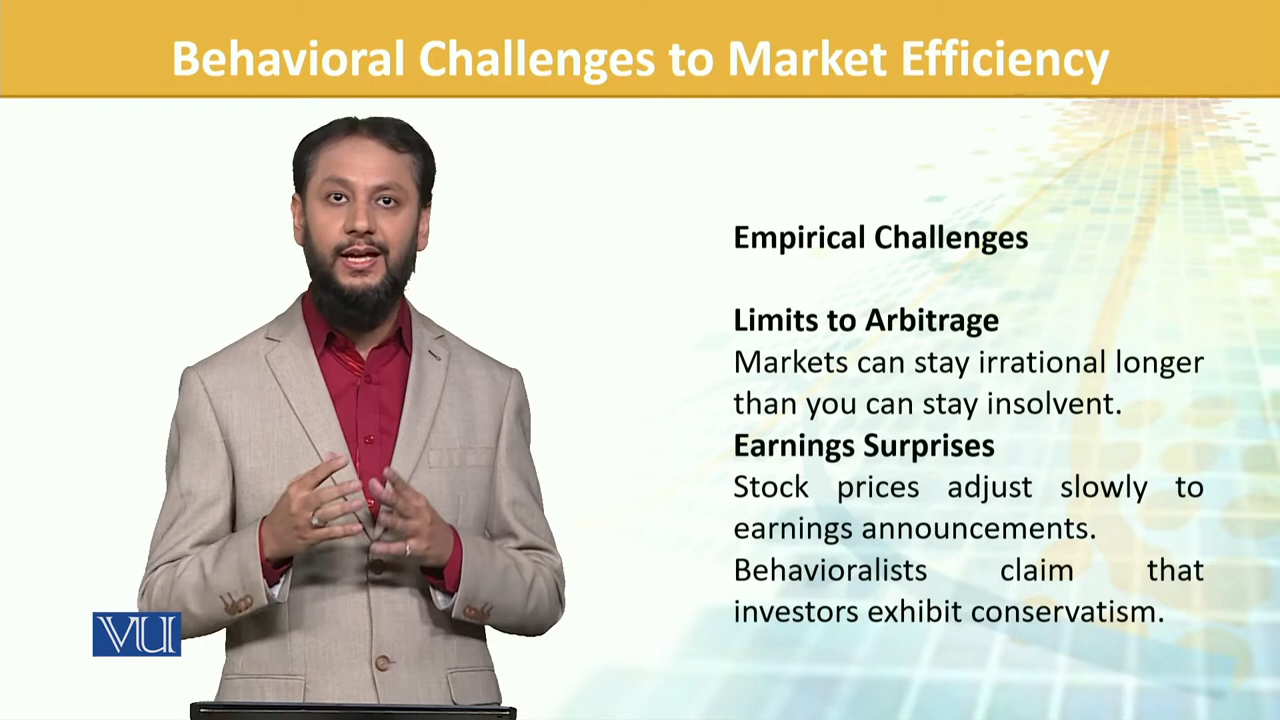 Behavioral Challenges to Market Efficiency
Empirical Challenges
Limits to Arbitrage
Markets can stay irrational longer
than you can stay insolvent.
Earnings Surprises
Stock prices adjust slowly to
earnings announcements.
Behavioralists claim that
investors exhibit conservatism.
VU